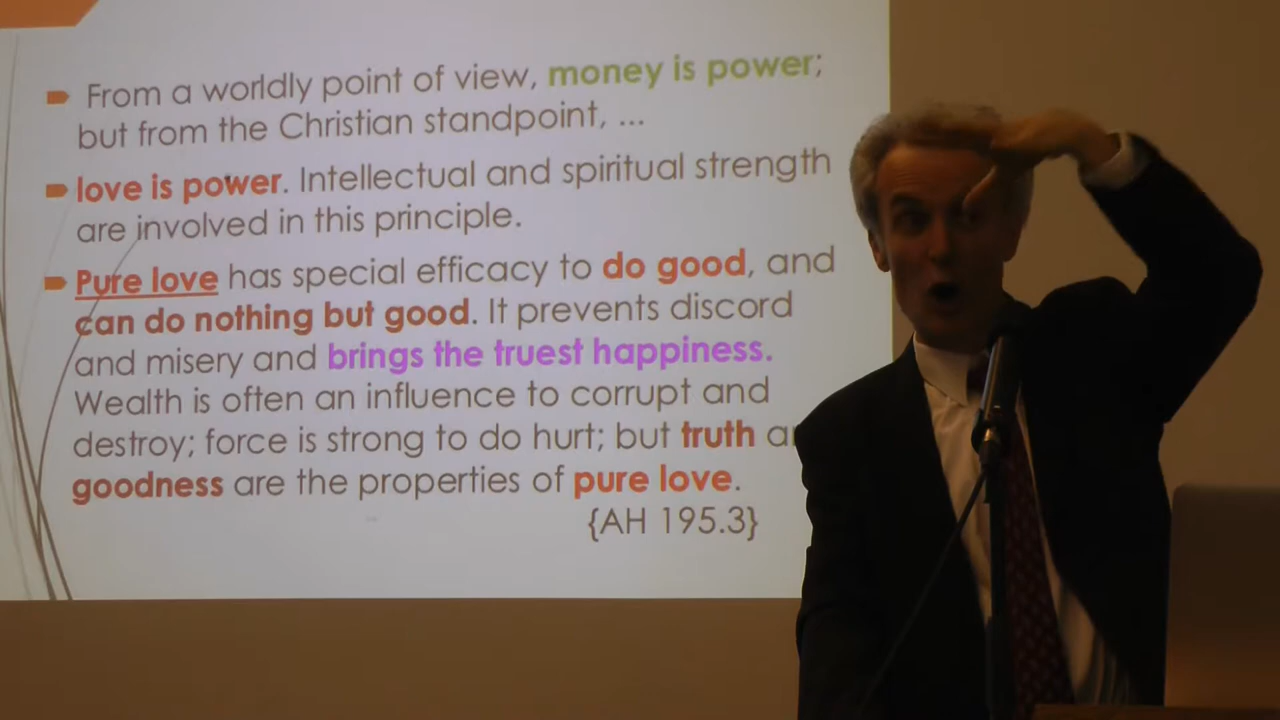 From a worldly point of view, money is power;
but from the Christian standpoint, ...
love is power. Intellectual and spiritual strength
are involved in this principle.
Pure love has special efficacy to do good, and
can do nothing but good. It prevents discord
and misery and brings the truest happiness.
Wealth is often an influence to corrupt and
destroy; force is strong to do hurt; but truth
goodness are the properties of pure love.
{AH 195.3}